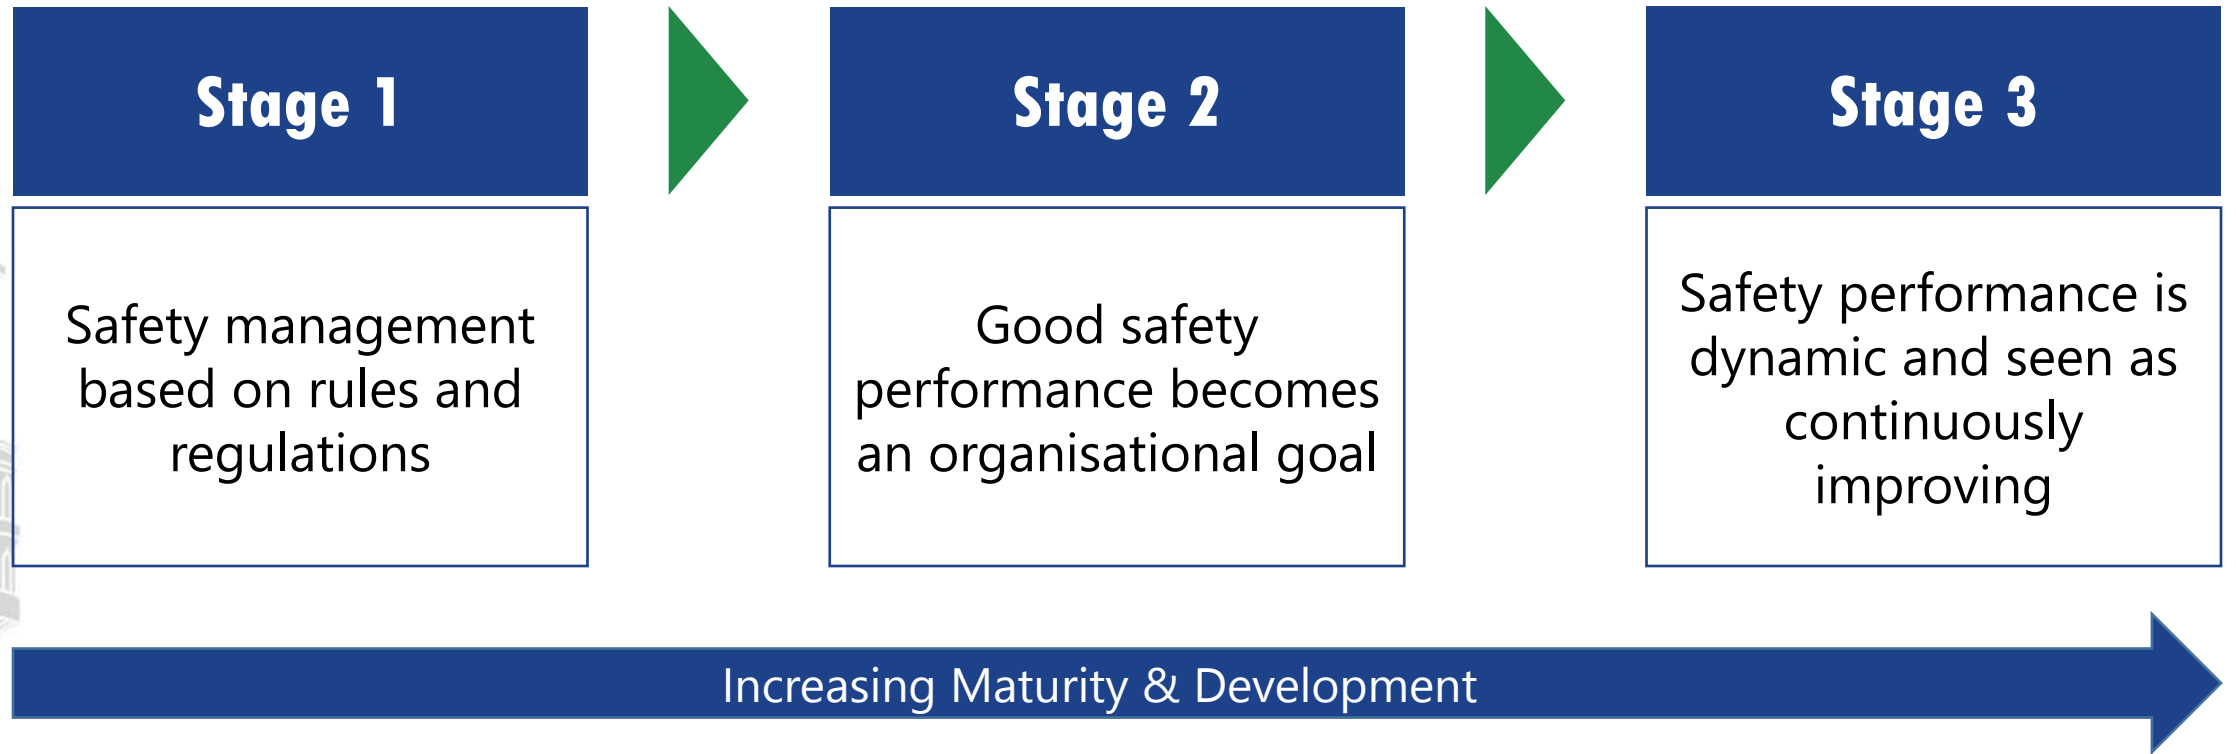 Stage 1
Stage 2
Stage 3
Safety management
based on rules and
regulations
Good safety
performance becomes
an organisational goal
Safety performance is
dynamic and seen as
continuously
improving
Increasing Maturity & Development